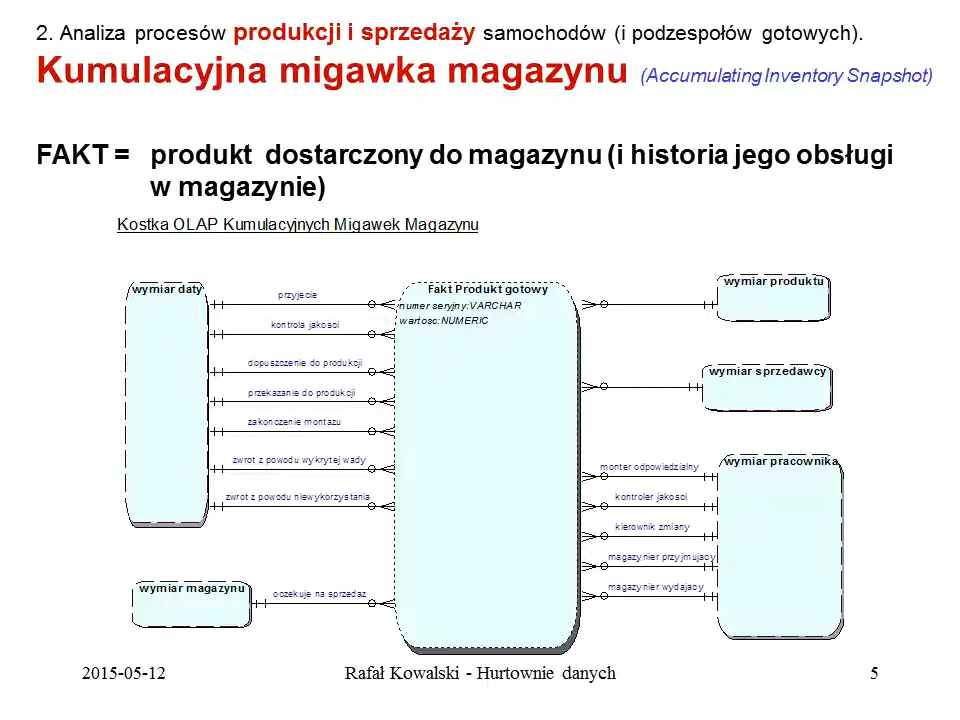 2. Analiza procesów produkcji i sprzedaży samochodów (i podzespołów gotowych).
Kumulacyjna migawka magazynu (Accumulating Inventory Snapshot)
FAKT = produkt dostarczony do magazynu (i historia jego obsługi
w magazynie)
Kostka OLAP Kumulacyjnych Migawek Magazynu
wymiar daty
przyjecie
kontrola jakosci
dopuszczenie do produkcji
przekazanie do produkcji
zakonczenie montazu
zwrot z powodu wykrytej wady
zwrot z powodu niewykorzystania
wymiar magazynu
oczekuje na sprzedaz
Fakt Produkt gotowy
numer seryjny:VARCHAR
wartosc:NUMERIC
wymiar produktu
wymiar sprzedawcy
wymiar pracownika
monter odpowiedzialny
kontroler jakosci
kierownik zmiany
magazynier przyjmujacy
magazynier wydajacy
2015-05-12
Rafał Kowalski - Hurtownie danych
5